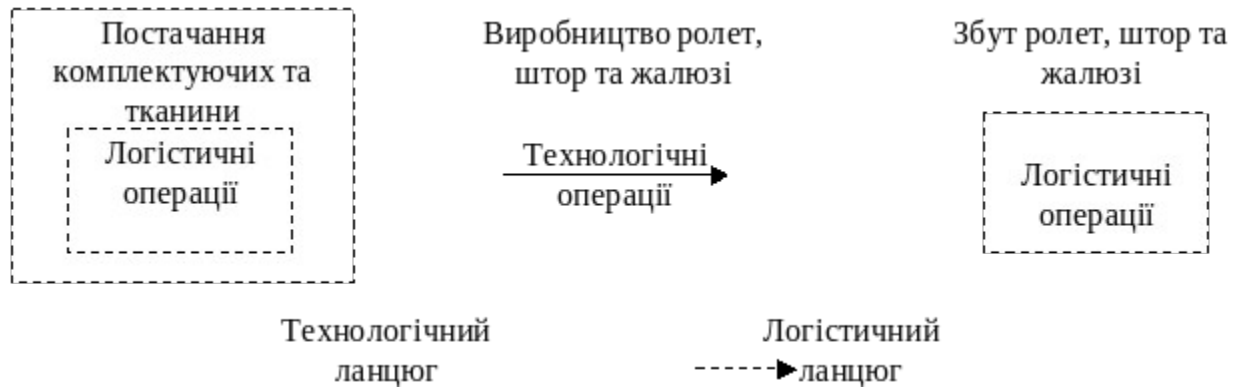 Постачання
комплектуючих та
тканини
Логістичні
операції
Виробництво ролет,
штор та жалюзі
Технологічні
операції
Збут ролет, штор та
жалюзі
Логістичні
операції
Технологічний
ланцюг
Логістичний
ланцюг